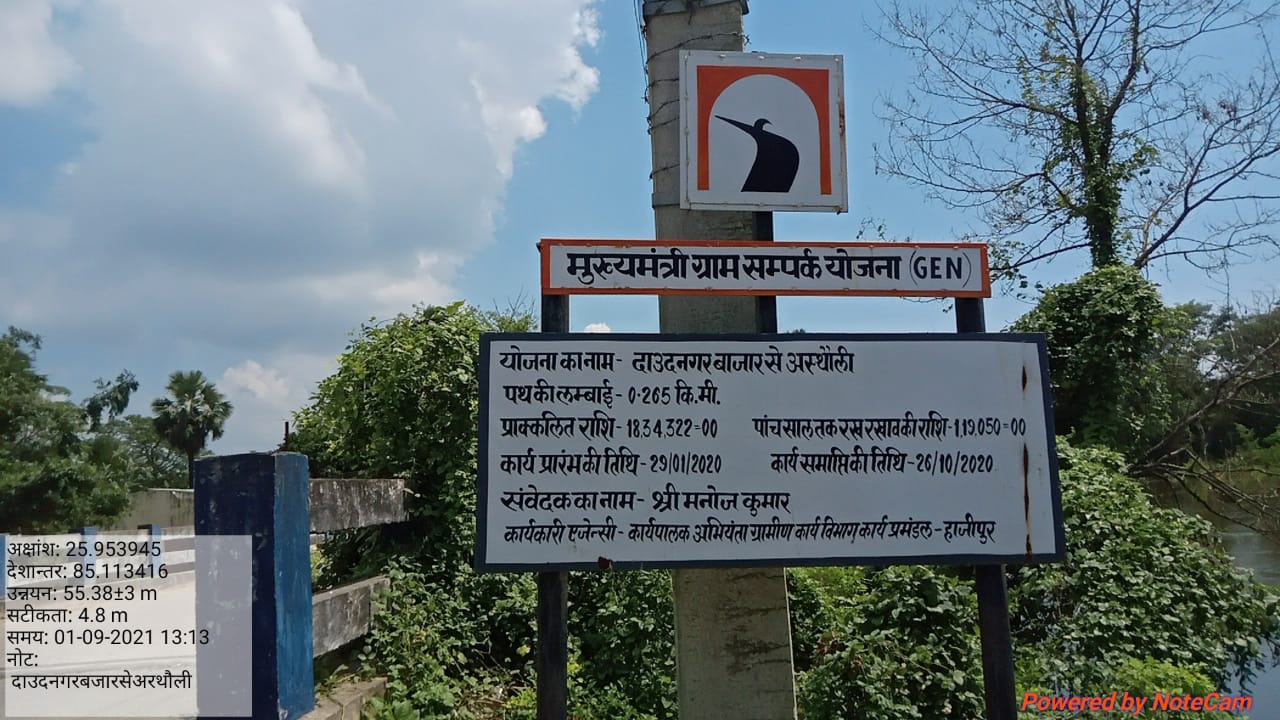 मुख्यमंत्री ग्राम सम्पर्क योजना (GEN)
योजना का नाम - दाउदनगर बाजार से अस्थौली
पथ की लम्बाई - 0.265 कि.मी.
प्राक्कलित राशि - 18,34,322=00 पांच साल तक रख रखाव की राशि - 1,19,050=00
कार्य प्रारंभ की तिथि - 29/01/2020 कार्य समाप्ति की तिथि - 26/10/2020
संवेदक का नाम - श्री मनोज कुमार
कार्यकारी एजेन्सी - कार्यपालक अभियंता ग्रामीण कार्य विभाग, कार्य प्रमंडल - हाजीपुर
अक्षांश: 25.953945
देशान्तर: 85.113416
उन्नयन: 55.38±3 m
सटीकता: 4.8 m
समय: 01-09-2021 13:13
नोट:
दाउदनगरबजारसेअरथौली
Powered by NoteCam